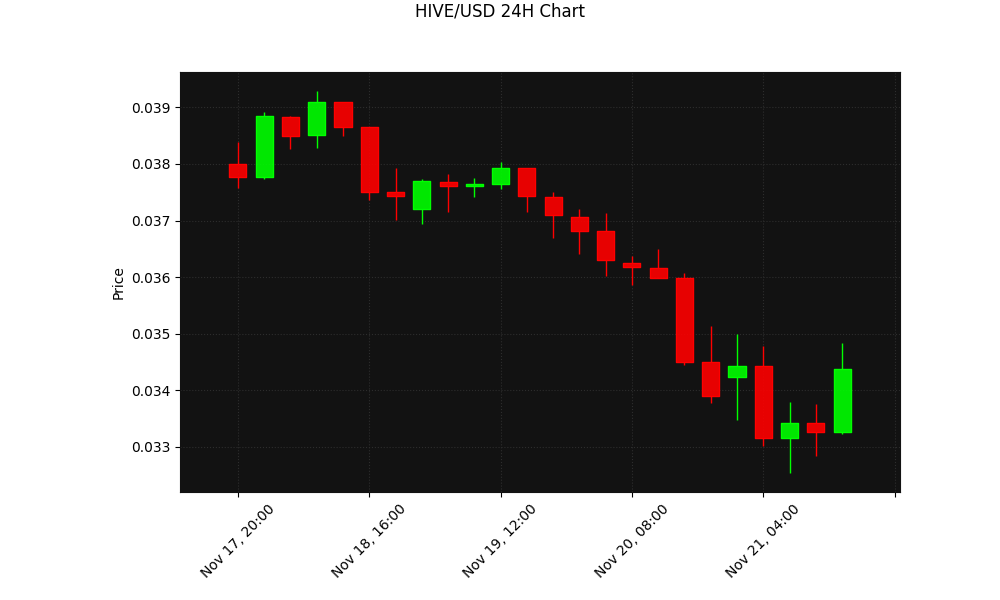 HIVE/USD 24H Chart
0.039
0.038
0.037
0.036
0.035
0.034
0.033
Price
Nov 17, 20:00
Nov 18, 16:00
Nov 19, 12:00
Nov 20, 08:00
Nov 21, 04:00